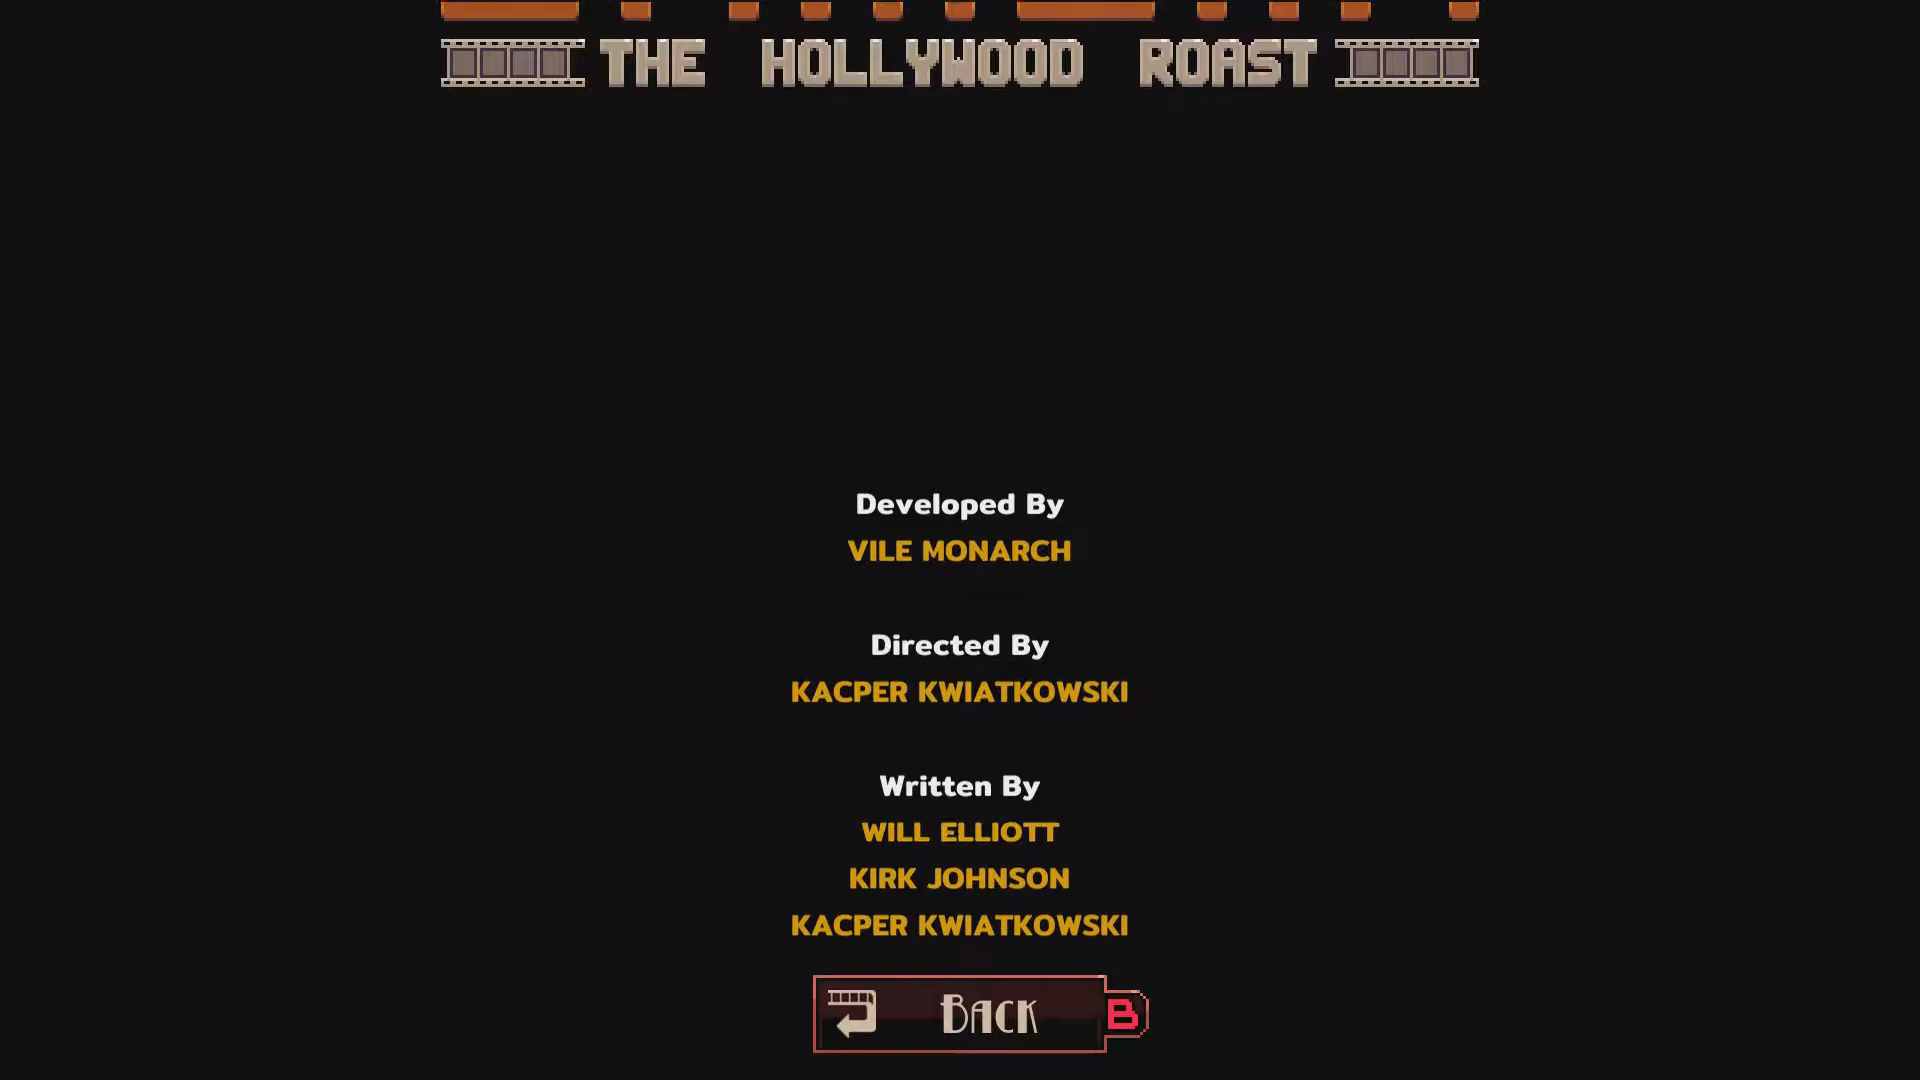 THE HOLLYWOOD ROAST
Developed By
VILE MONARCH
Directed By
KACPER KWIATKOWSKI
Written By
WILL ELLIOTT
KIRK JOHNSON
KACPER KWIATKOWSKI
Back B